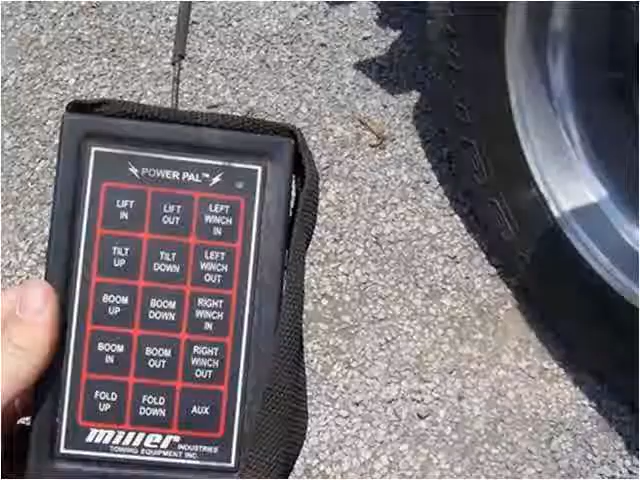 POWER PAL™
LIFT IN
LIFT OUT
LEFT WINCH IN
TILT UP
TILT DOWN
LEFT WINCH OUT
BOOM UP
BOOM DOWN
RIGHT WINCH IN
BOOM IN
BOOM OUT
RIGHT WINCH OUT
FOLD UP
FOLD DOWN
AUX
miller
INDUSTRIES
TOWING EQUIPMENT INC.